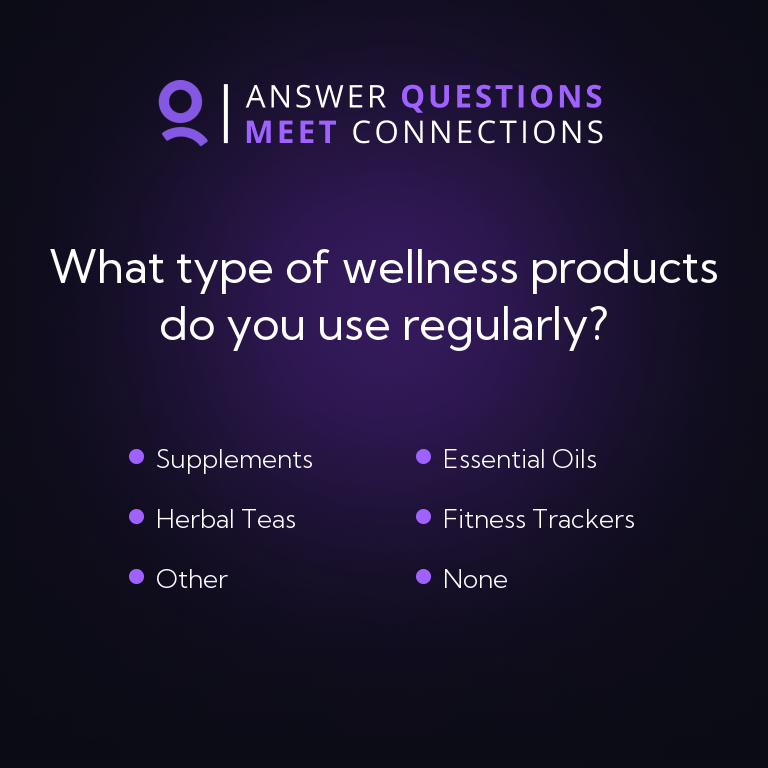 ANSWER QUESTIONS
MEET CONNECTIONS
What type of wellness products
do you use regularly?
Supplements
Essential Oils
Herbal Teas
Fitness Trackers
Other
None